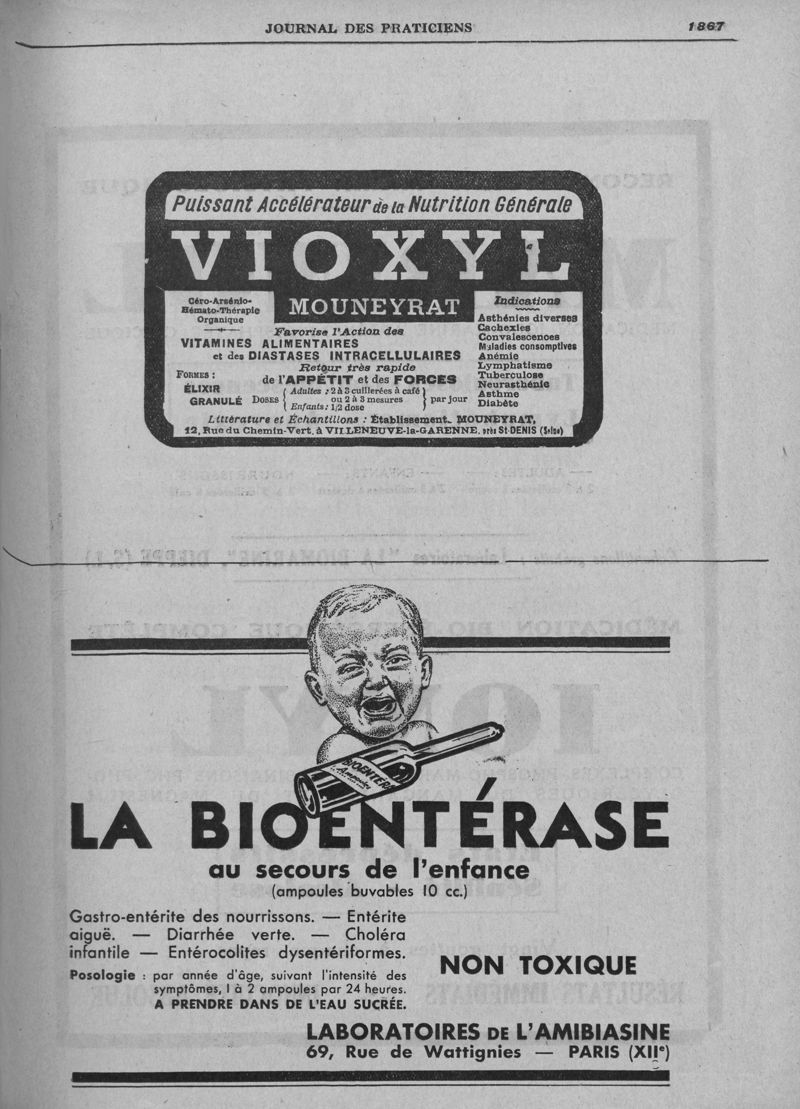 JOURNAL DES PRATICIENS 1867
Puissant Accélérateur de la Nutrition Générale
VIOXYL
MOUNEYRAT
Céro-Arsénio-
Hémato-Thérapie
Organique
Favorise l'Action des
VITAMINES ALIMENTAIRES
et des DIASTASES INTRACELLULAIRES
Retour très rapide
de l'APPÉTIT et des FORCES
FORMES :
ÉLIXIR
GRANULÉ
DOSES
Adultes : 2 à 3 cuillerées à café
ou 2 à 3 mesures
Enfants : 1/2 dose
par jour
Indications
Asthénies diverses
Cachexies
Convalescences
Maladies consomptives
Anémie
Lymphatisme
Tuberculose
Neurasthénie
Asthme
Diabète
Littérature et Échantillons : Établissement. MOUNEYRAT,
12, Rue du Chemin-Vert, à VILLENEUVE-la-GARENNE, près St-DENIS (Seine)
BIOENTÉRA
Ampoules
LA BIOENTÉRASE
au secours de l'enfance
(ampoules buvables 10 cc.)
Gastro-entérite des nourrissons. — Entérite
aiguë. — Diarrhée verte. — Choléra
infantile — Entérocolites dysentériformes.
Posologie : par année d'âge, suivant l'intensité des
symptômes, 1 à 2 ampoules par 24 heures.
A PRENDRE DANS DE L'EAU SUCRÉE.
NON TOXIQUE
LABORATOIRES DE L'AMIBIASINE
69, Rue de Wattignies — PARIS (XIIe)